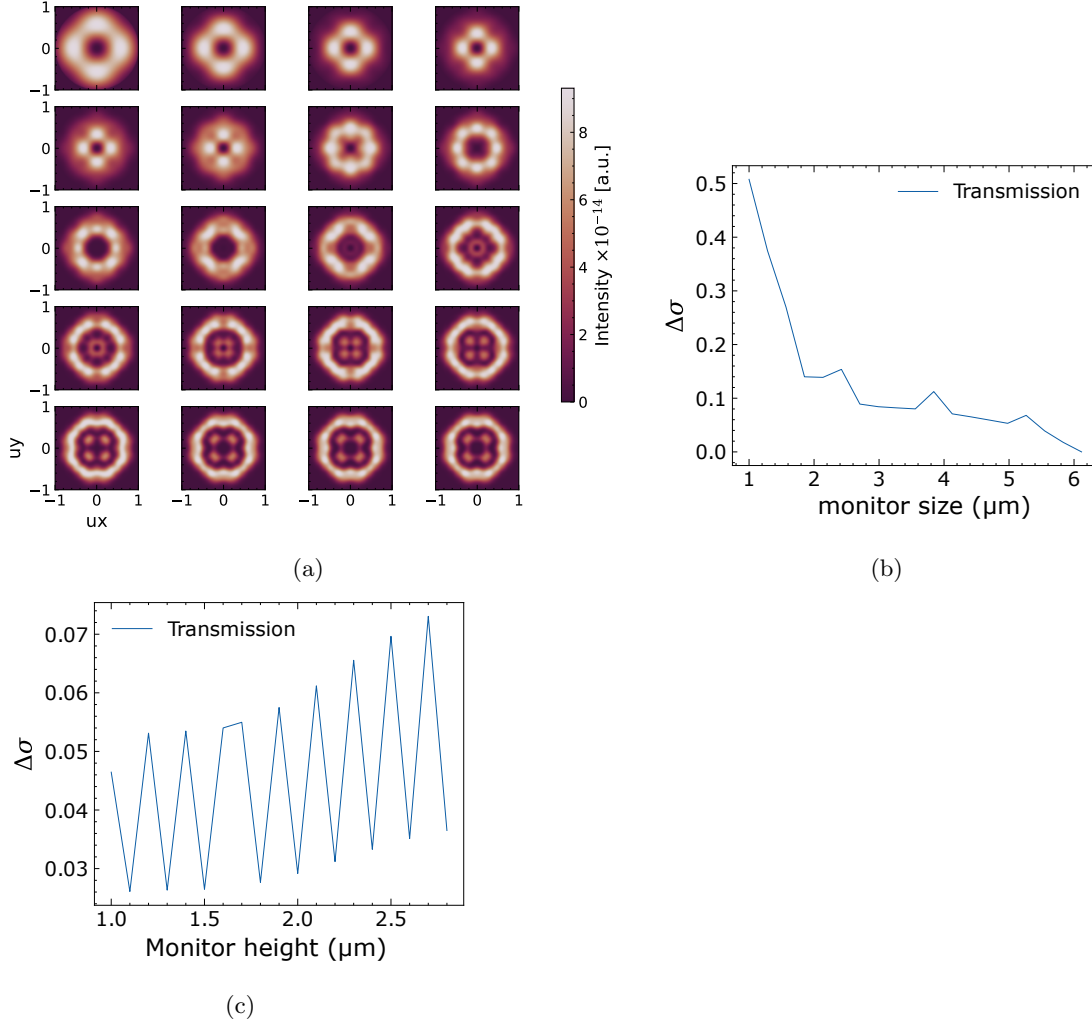 1
0
−1
1
0
−1
1
0
−1
1
0
−1
1
0
−1
uy
−1 0 1 −1 0 1 −1 0 1 −1 0 1
ux
8
6
4
2
0
Intensity ×10⁻¹⁴ [a.u.]
(a)
Transmission
0.5
0.4
0.3
0.2
0.1
0.0
Δσ
1 2 3 4 5 6
monitor size (µm)
(b)
Transmission
0.07
0.06
0.05
0.04
0.03
Δσ
1.0 1.5 2.0 2.5
Monitor height (µm)
(c)